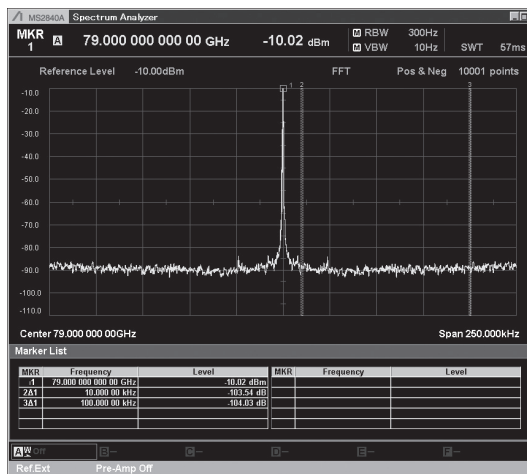 MS2840A Spectrum Analyzer
MKR 1 A 79.000 000 000 00 GHz -10.02 dBm M RBW 300Hz
M VBW 10Hz SWT 57ms
Reference Level -10.00dBm FFT Pos & Neg 10001 points
1 2 3
-10.0
-20.0
-30.0
-40.0
-50.0
-60.0
-70.0
-80.0
-90.0
-100.0
-110.0
Center 79.000 000 00GHz Span 250.000kHz
Marker List
MKR Frequency Level MKR Frequency Level
1 79.000 000 000 00 GHz -10.02 dBm
2Δ1 10.000 00 kHz -103.54 dB
3Δ1 100.000 00 kHz -104.03 dB
A W Off B-- C-- D-- E-- F--
Ref.Ext Pre-Amp Off